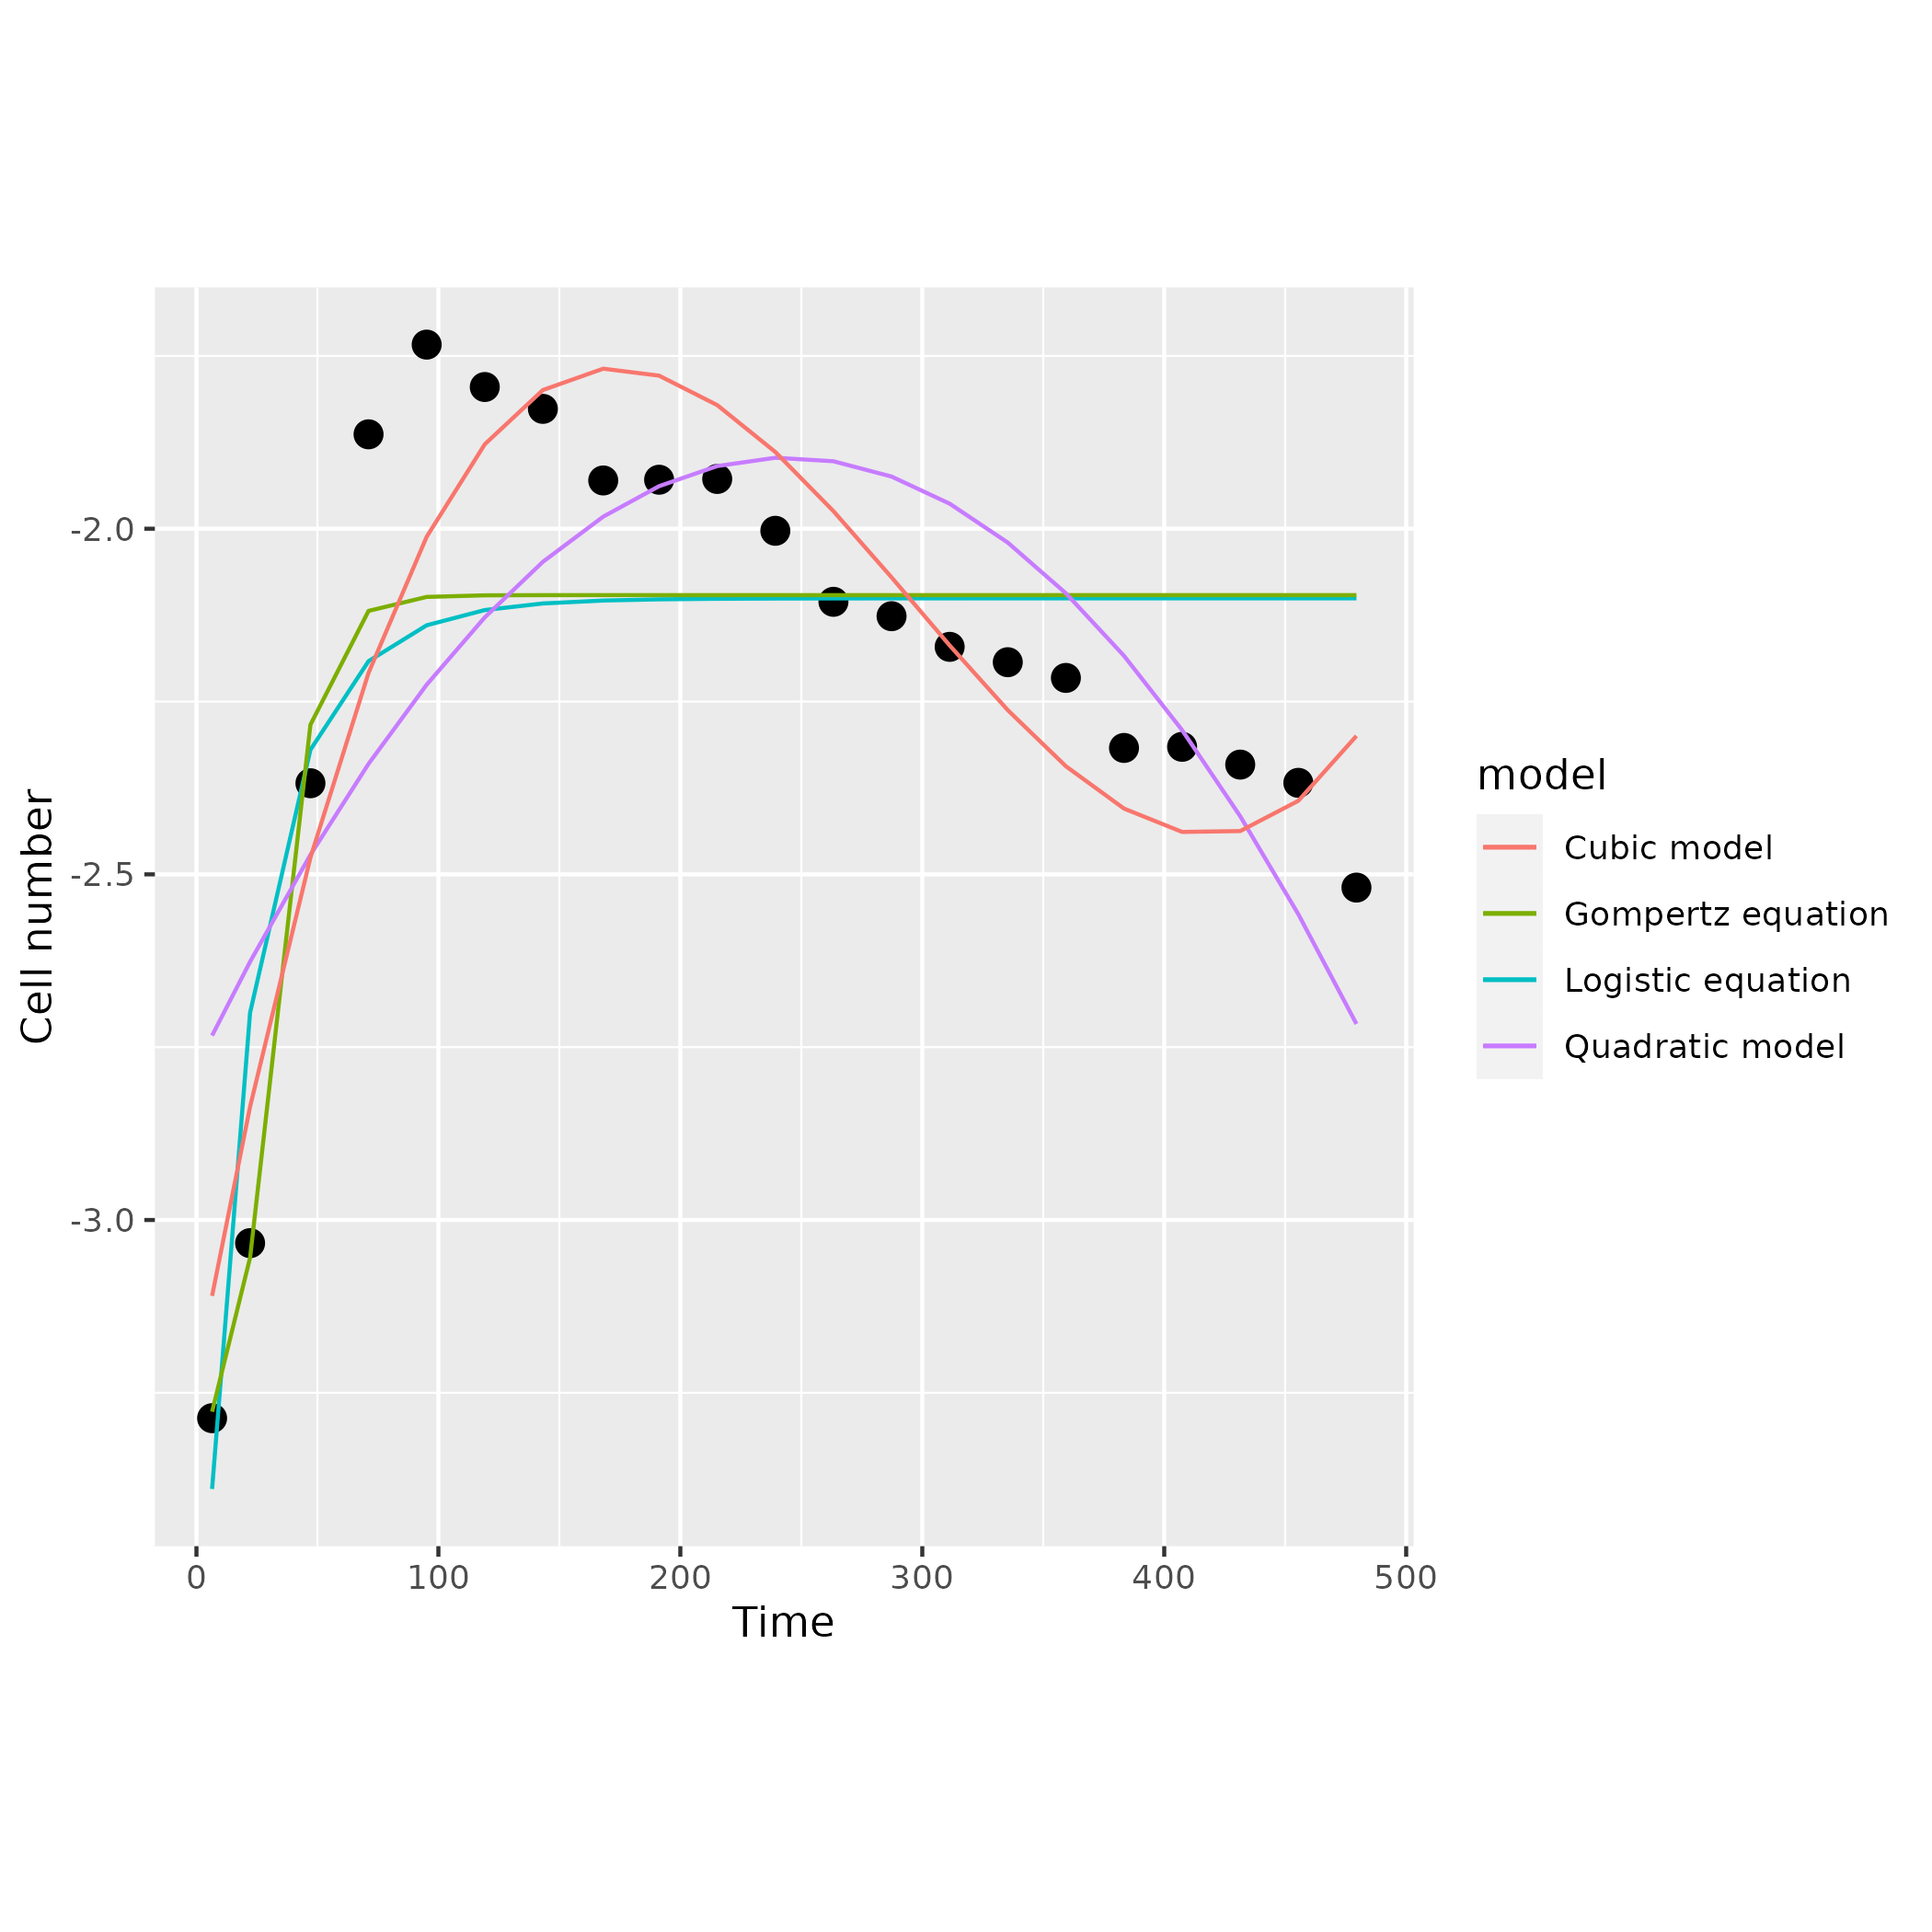 -2.0
-2.5
-3.0
Cell number
0 100 200 300 400 500
Time
model
Cubic model
Gompertz equation
Logistic equation
Quadratic model